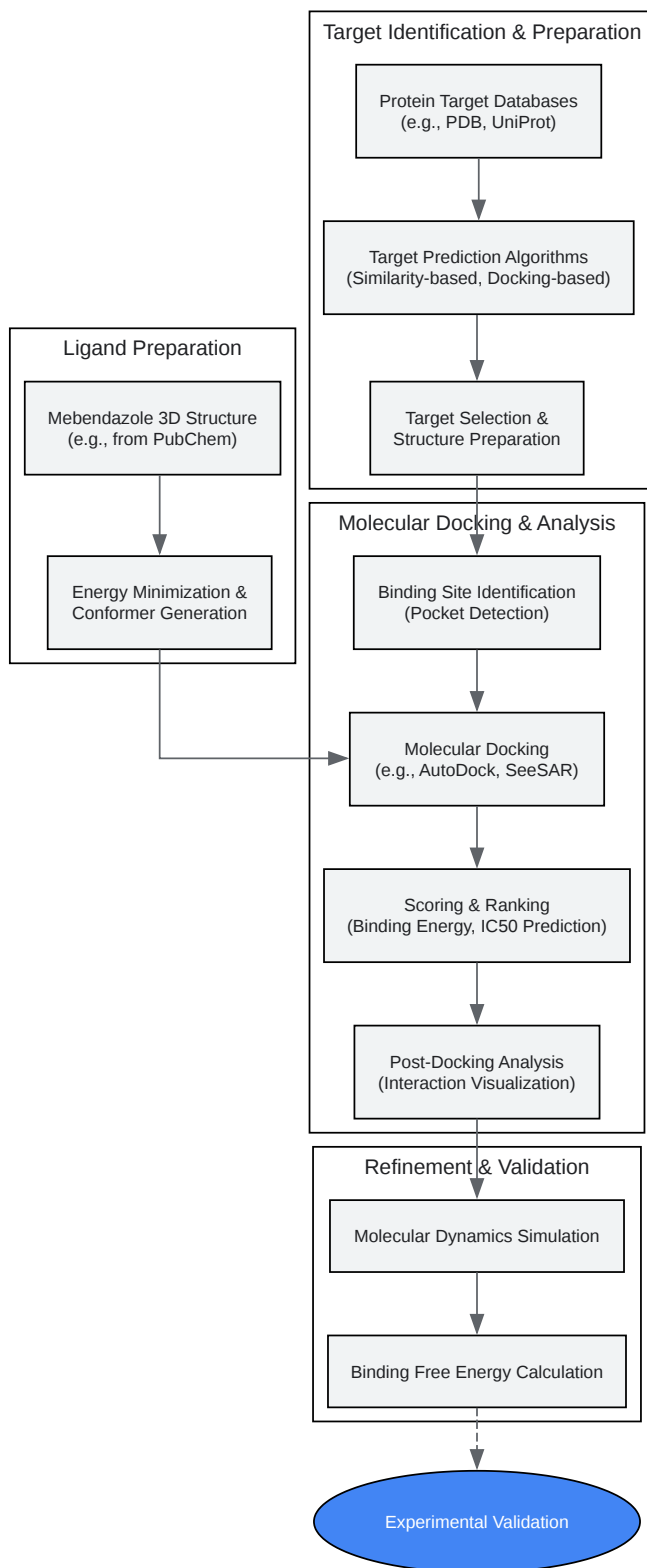 Target Identification & Preparation
Protein Target Databases
(e.g., PDB, UniProt)
Target Prediction Algorithms
(Similarity-based, Docking-based)
Target Selection &
Structure Preparation
Ligand Preparation
Mebendazole 3D Structure
(e.g., from PubChem)
Energy Minimization &
Conformer Generation
Molecular Docking & Analysis
Binding Site Identification
(Pocket Detection)
Molecular Docking
(e.g., AutoDock, SeeSAR)
Scoring & Ranking
(Binding Energy, IC50 Prediction)
Post-Docking Analysis
(Interaction Visualization)
Refinement & Validation
Molecular Dynamics Simulation
Binding Free Energy Calculation
Experimental Validation